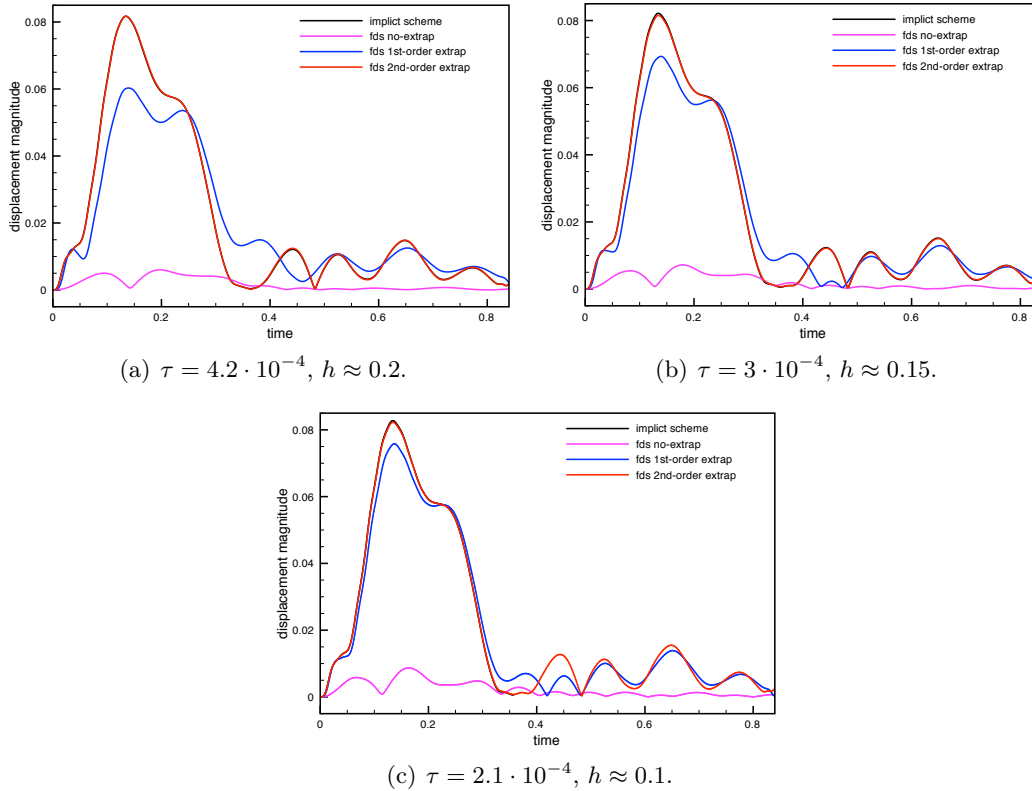 0.08
0.06
0.04
0.02
0
displacement magnitude
implict scheme
fds no-extrap
fds 1st-order extrap
fds 2nd-order extrap
0 0.2 0.4 0.6 0.8
time
(a) τ = 4.2 · 10⁻⁴, h ≈ 0.2.
0.08
0.06
0.04
0.02
0
displacement magnitude
implict scheme
fds no-extrap
fds 1st-order extrap
fds 2nd-order extrap
0 0.2 0.4 0.6 0.8
time
(b) τ = 3 · 10⁻⁴, h ≈ 0.15.
0.08
0.06
0.04
0.02
0
displacement magnitude
implict scheme
fds no-extrap
fds 1st-order extrap
fds 2nd-order extrap
0 0.2 0.4 0.6 0.8
time
(c) τ = 2.1 · 10⁻⁴, h ≈ 0.1.